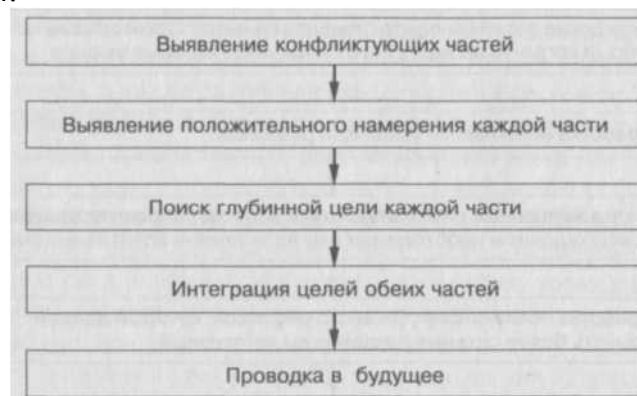 Выявление конфликтующих частей
Выявление положительного намерения каждой части
Поиск глубинной цели каждой части
Интеграция целей обеих частей
Проводка в будущее